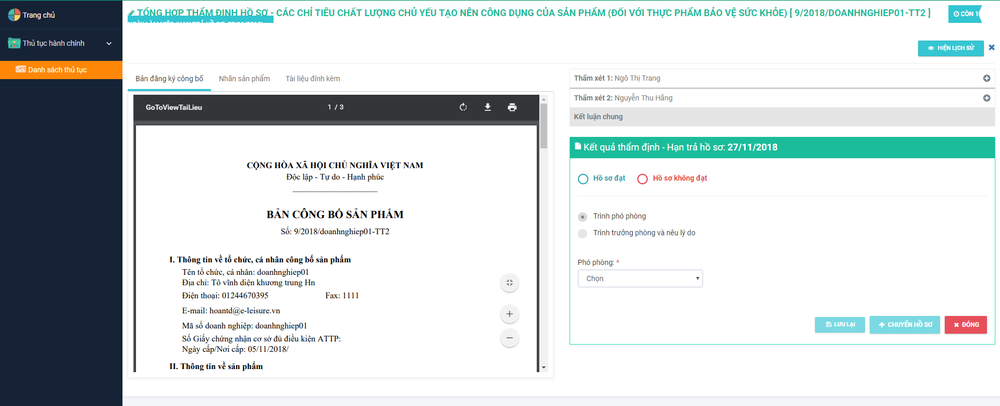 Trang chủ
Thủ tục hành chính
Danh sách thủ tục
TỔNG HỢP THẨM ĐỊNH HỒ SƠ - CÁC CHỈ TIÊU CHẤT LƯỢNG CHỦ YẾU TẠO NÊN CÔNG DỤNG CỦA SẢN PHẨM (ĐỐI VỚI THỰC PHẨM BẢO VỆ SỨC KHỎE) [ 9/2018/DOANHNGHIEP01-TT2 ]
CÒN
NGÀY LÀM VIỆC (HẠN TRẢ HỒ SƠ: 27/11/2018)
HIỆN LỊCH SỬ
Bản đăng ký công bố
Nhãn sản phẩm
Tài liệu đính kèm
GoToViewTaiLieu
1 / 3
CỘNG HÒA XÃ HỘI CHỦ NGHĨA VIỆT NAM
Độc lập - Tự do - Hạnh phúc
BẢN CÔNG BỐ SẢN PHẨM
Số: 9/2018/doanhnghiep01-TT2
I. Thông tin về tổ chức, cá nhân công bố sản phẩm
Tên tổ chức, cá nhân: doanhnghiep01
Địa chỉ: Tô vĩnh diện khương trung Hn
Điện thoại: 01244670395 Fax: 1111
E-mail: hoantd@e-leisure.vn
Mã số doanh nghiệp: doanhnghiep01
Số Giấy chứng nhận cơ sở đủ điều kiện ATTP:
Ngày cấp/Nơi cấp: 05/11/2018/
II. Thông tin về sản phẩm
Thẩm xét 1: Ngô Thị Trang
Thẩm xét 2: Nguyễn Thu Hằng
Kết luận chung
Kết quả thẩm định - Hạn trả hồ sơ: 27/11/2018
Hồ sơ đạt
Hồ sơ không đạt
Trình phó phòng
Trình trưởng phòng và nêu lý do
Phó phòng: *
Chọn
LƯU LẠI
CHUYỂN HỒ SƠ
ĐÓNG